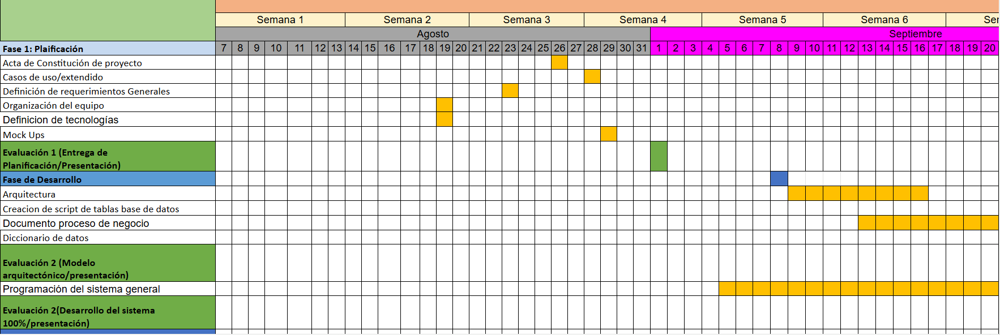 Semana 1 Semana 2 Semana 3 Semana 4 Semana 5 Semana 6
Agosto Septiembre
Fase 1: Plaificación 7 8 9 10 11 12 13 14 15 16 17 18 19 20 21 22 23 24 25 26 27 28 29 30 31 1 2 3 4 5 6 7 8 9 10 11 12 13 14 15 16 17 18 19 20
Acta de Constitución de proyecto
Casos de uso/extendido
Definición de requerimientos Generales
Organización del equipo
Definicion de tecnologías
Mock Ups
Evaluación 1 (Entrega de
Planificación/Presentación)
Fase de Desarrollo
Arquitectura
Creacion de script de tablas base de datos
Documento proceso de negocio
Diccionario de datos
Evaluación 2 (Modelo
arquitectónico/presentación)
Programación del sistema general
Evaluación 2(Desarrollo del sistema
100%/presentación)